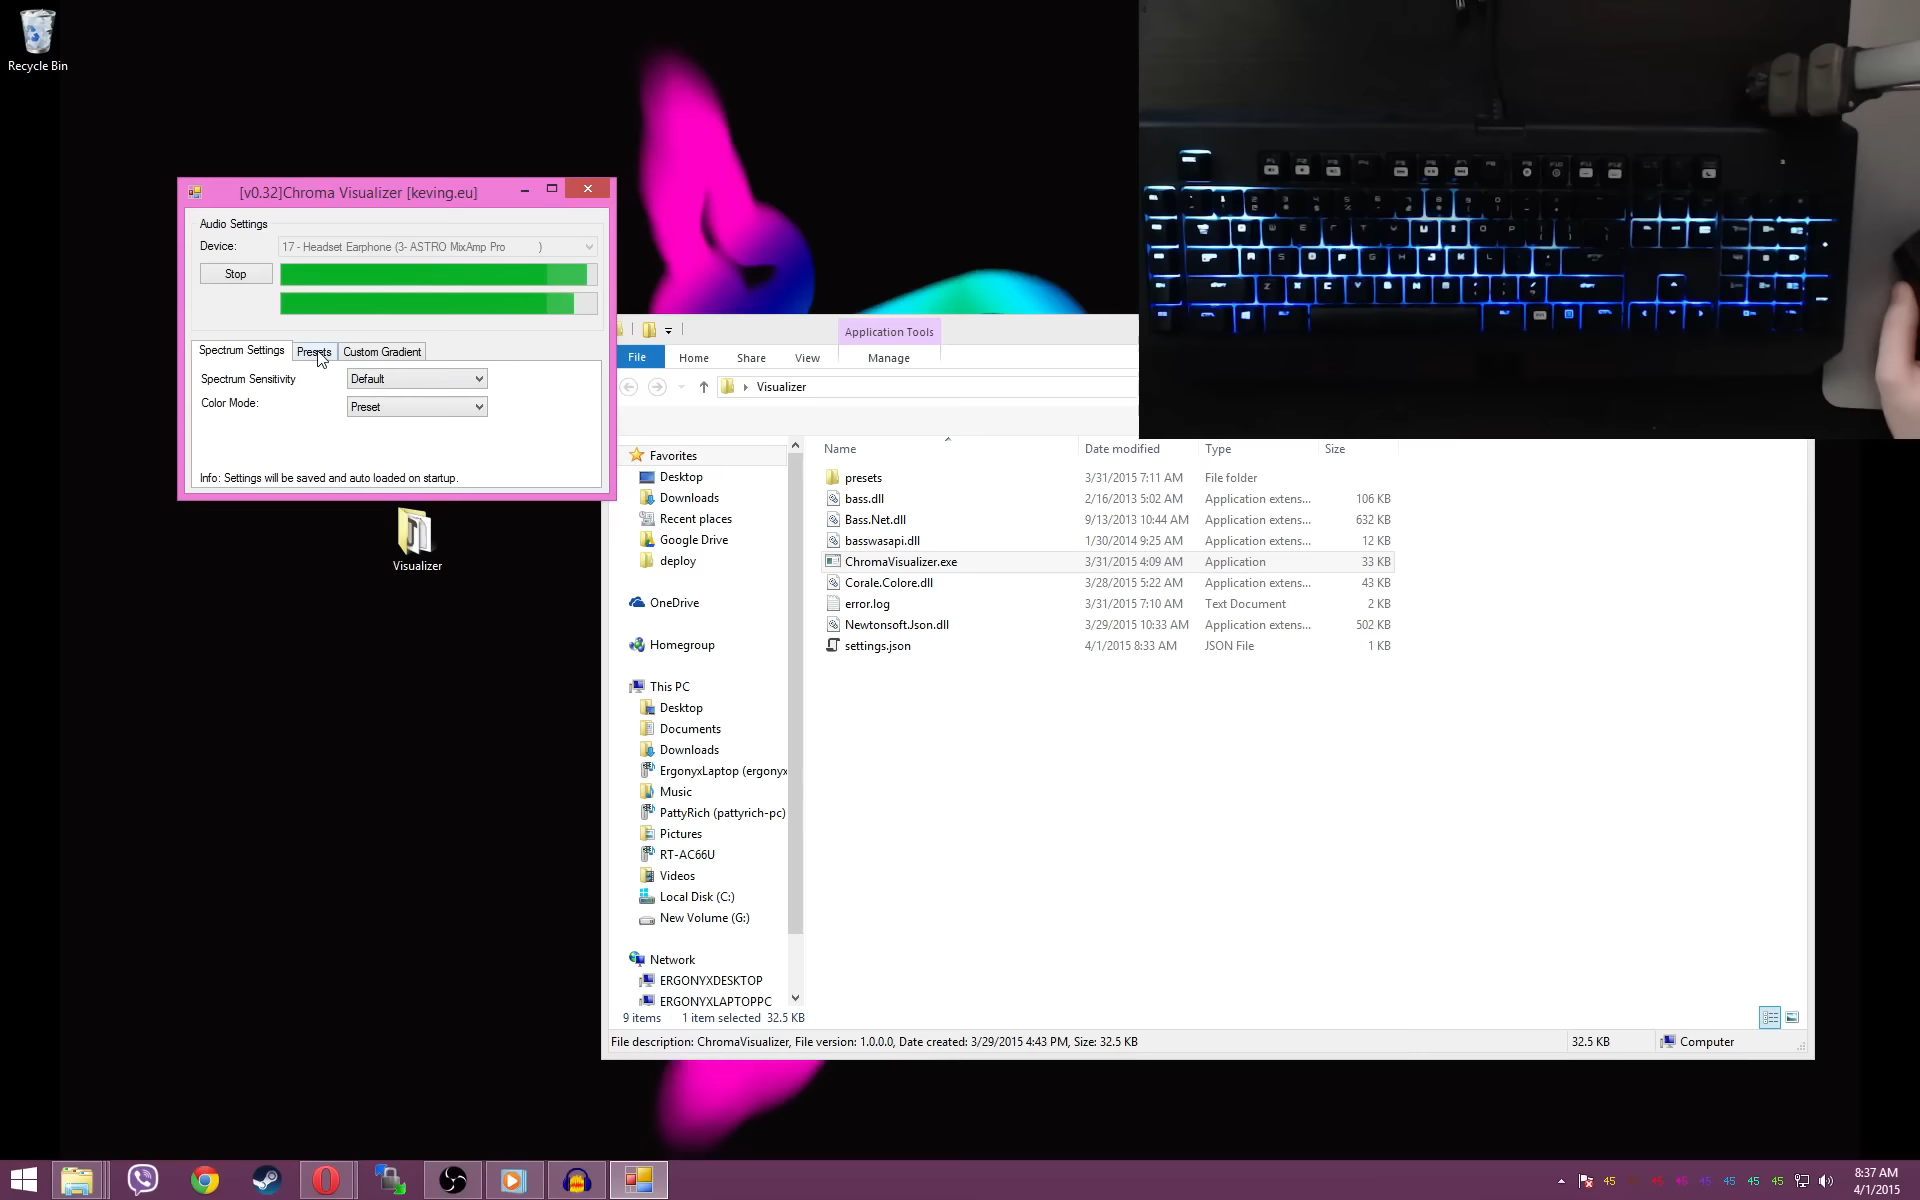 Recycle Bin
[v0.32]Chroma Visualizer [keving.eu]
Audio Settings
Device:
17 - Headset Earphone (3- ASTRO MixAmp Pro )
Stop
Spectrum Settings
Presets
Custom Gradient
Spectrum Sensitivity
Default
Color Mode:
Preset
Info: Settings will be saved and auto loaded on startup.
Visualizer
Application Tools
File
Home
Share
View
Manage
Visualizer
Name
Date modified
Type
Size
Favorites
Desktop
Downloads
Recent places
Google Drive
deploy
OneDrive
Homegroup
This PC
Desktop
Documents
Downloads
ErgonyxLaptop (ergonyx
Music
PattyRich (pattyrich-pc)
Pictures
RT-AC66U
Videos
Local Disk (C:)
New Volume (G:)
Network
ERGONYXDESKTOP
ERGONYXLAPTOPPC
presets 3/31/2015 7:11 AM File folder
bass.dll 2/16/2013 5:02 AM Application extens... 106 KB
Bass.Net.dll 9/13/2013 10:44 AM Application extens... 632 KB
basswasapi.dll 1/30/2014 9:25 AM Application extens... 12 KB
ChromaVisualizer.exe 3/31/2015 4:09 AM Application 33 KB
Corale.Colore.dll 3/28/2015 5:22 AM Application extens... 43 KB
error.log 3/31/2015 7:10 AM Text Document 2 KB
Newtonsoft.Json.dll 3/29/2015 10:33 AM Application extens... 502 KB
settings.json 4/1/2015 8:33 AM JSON File 1 KB
9 items 1 item selected 32.5 KB
File description: ChromaVisualizer, File version: 1.0.0.0, Date created: 3/29/2015 4:43 PM, Size: 32.5 KB
32.5 KB
Computer
45 45 45 45 45 45 45
8:37 AM
4/1/2015